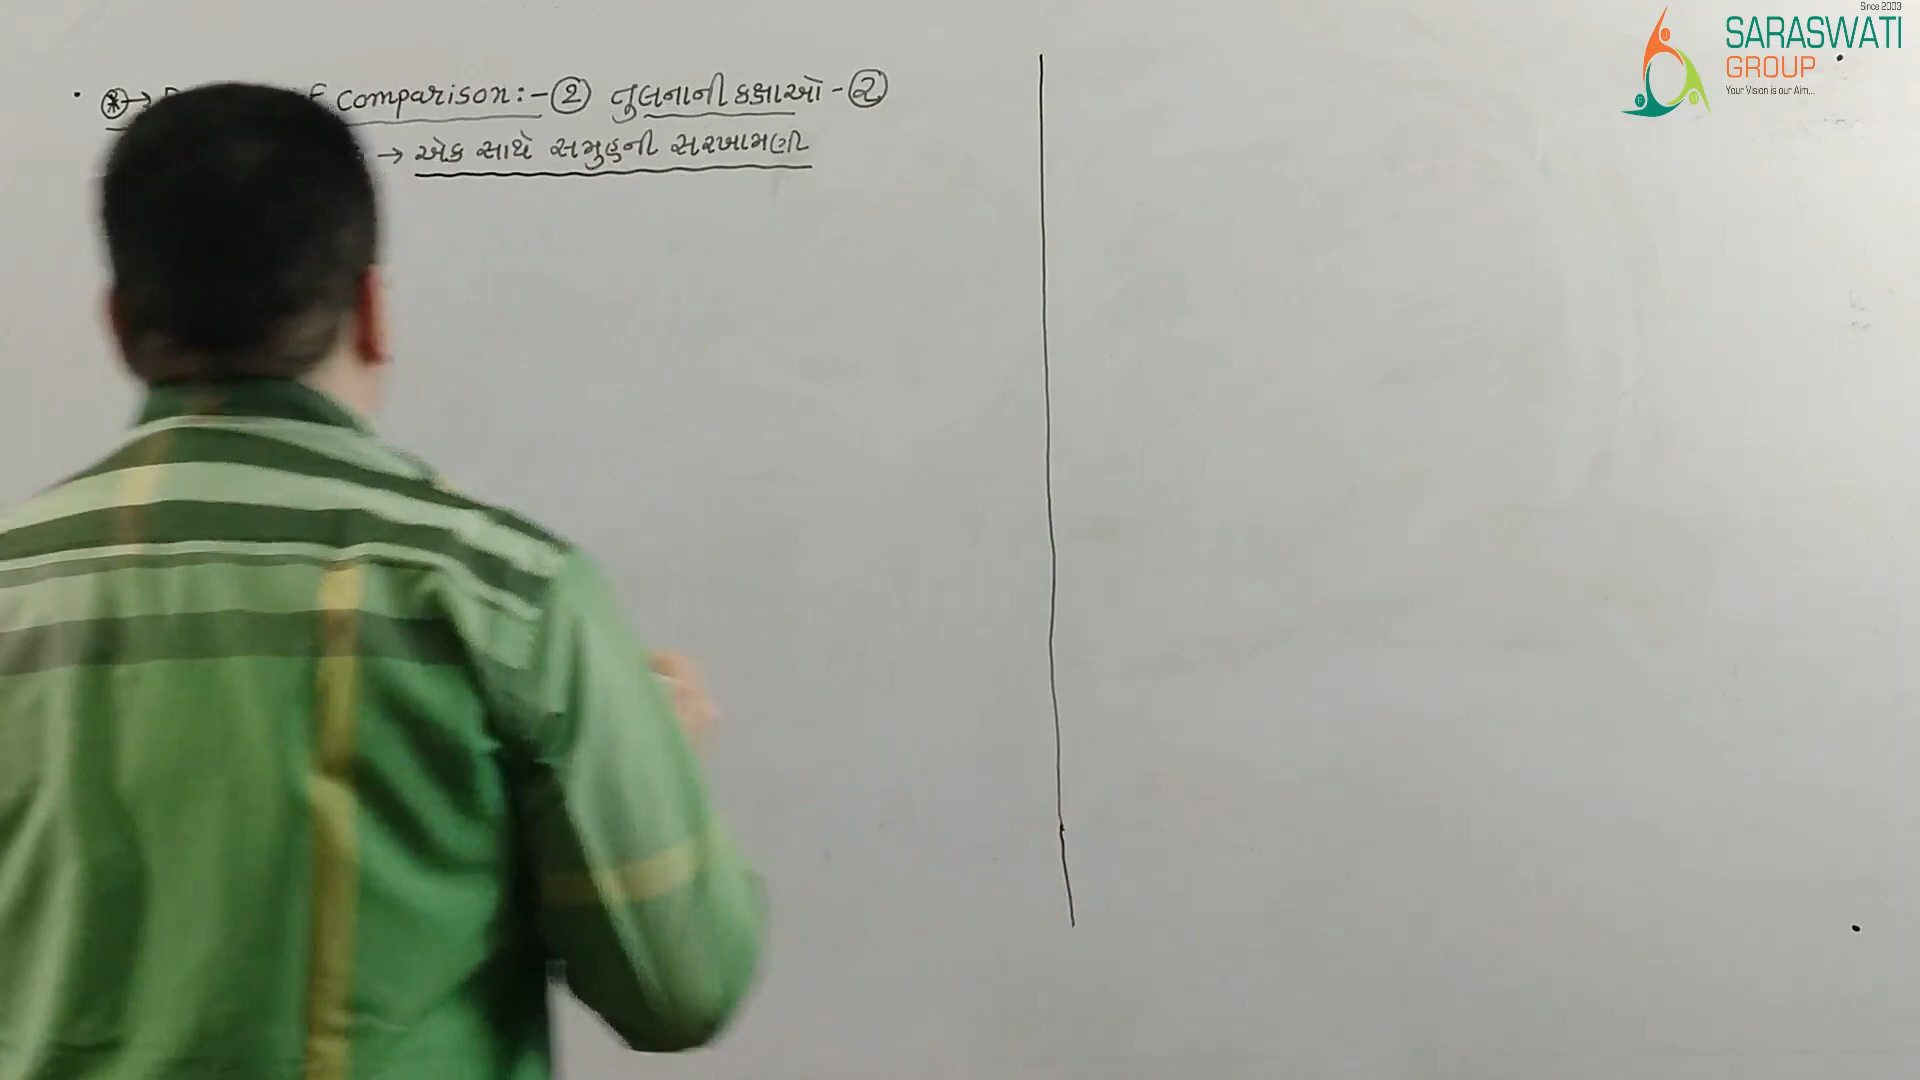 comparison:-② તુલનાની કક્ષાઓ-②
→ એક સાથે સમુહની સરખામણી
Since 2003
SARASWATI
GROUP
Your Vision is our Aim...